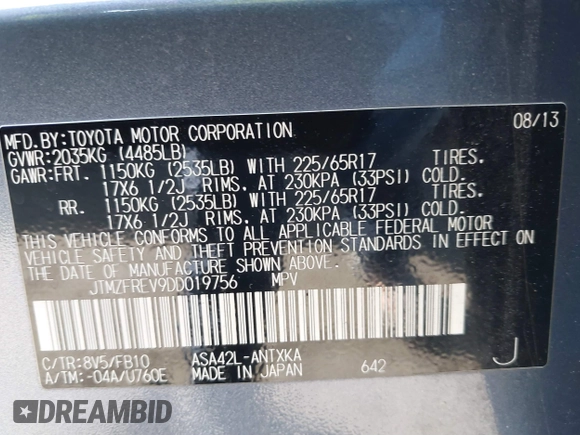 08/13
MFD.BY:TOYOTA MOTOR CORPORATION
GVWR:2035KG (4485LB)
GAWR:FRT. 1150KG (2535LB) WITH 225/65R17 TIRES.
17X6 1/2J RIMS. AT 230KPA (33PSI) COLD.
RR. 1150KG (2535LB) WITH 225/65R17 TIRES.
17X6 1/2J RIMS. AT 230KPA (33PSI) COLD.
THIS VEHICLE CONFORMS TO ALL APPLICABLE FEDERAL MOTOR
VEHICLE SAFETY AND THEFT PREVENTION STANDARDS IN EFFECT ON
THE DATE OF MANUFACTURE SHOWN ABOVE.
JTMZFREV9DD019756 MPV
C/TR:8V5/FB10 ASA42L-ANTXKA
A/TM:-04A/U760E MADE IN JAPAN 642 J
DREAMBID